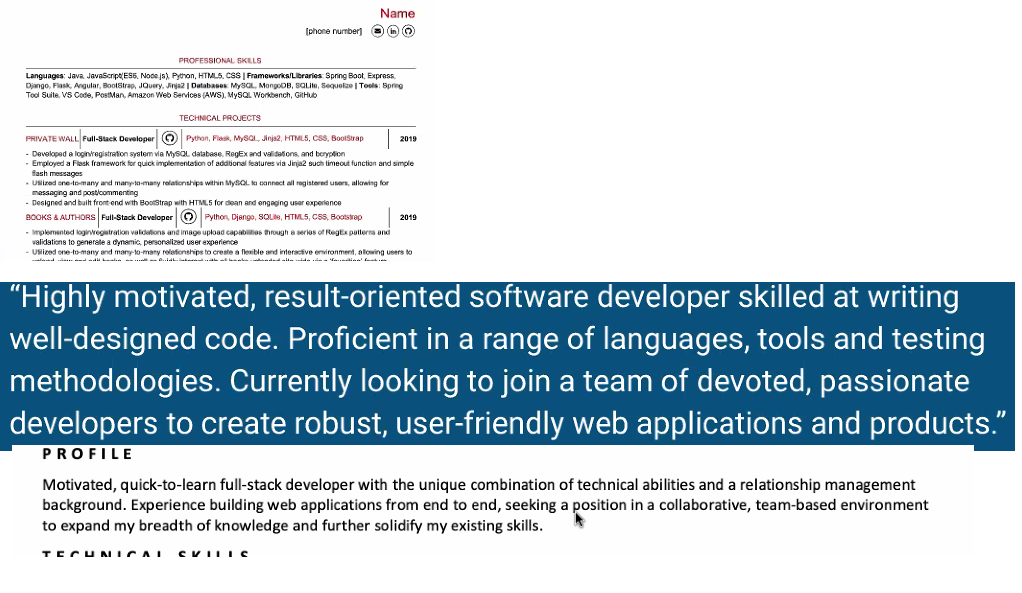 Name
[phone number]
PROFESSIONAL SKILLS
Languages: Java, JavaScript(ES6, Node.js), Python, HTML5, CSS | Frameworks/Libraries: Spring Boot, Express,
Django, Flask, Angular, BootStrap, JQuery, Jinja2 | Databases: MySQL, MongoDB, SQLite, Sequelize | Tools: Spring
Tool Suite, VS Code, PostMan, Amazon Web Services (AWS), MySQL Workbench, GitHub
TECHNICAL PROJECTS
PRIVATE WALL Full-Stack Developer Python, Flask, MySQL, Jinja2, HTML5, CSS, BootStrap 2019
- Developed a login/registration system via MySQL database, RegEx and validations, and bcryption
- Employed a Flask framework for quick implementation of additional features via Jinja2 such timeout function and simple
flash messages
- Utilized one-to-many and many-to-many relationships within MySQL to connect all registered users, allowing for
messaging and post/commenting
- Designed and built front-end with BootStrap with HTML5 for clean and engaging user experience
BOOKS & AUTHORS Full-Stack Developer Python, Django, SQLite, HTML5, CSS, Bootstrap 2019
- Implemented login/registration validations and image upload capabilities through a series of RegEx patterns and
validations to generate a dynamic, personalized user experience
- Utilized one-to-many and many-to-many relationships to create a flexible and interactive environment, allowing users to
“Highly motivated, result-oriented software developer skilled at writing
well-designed code. Proficient in a range of languages, tools and testing
methodologies. Currently looking to join a team of devoted, passionate
developers to create robust, user-friendly web applications and products.”
PROFILE
Motivated, quick-to-learn full-stack developer with the unique combination of technical abilities and a relationship management
background. Experience building web applications from end to end, seeking a position in a collaborative, team-based environment
to expand my breadth of knowledge and further solidify my existing skills.
TECHNICAL SKILLS